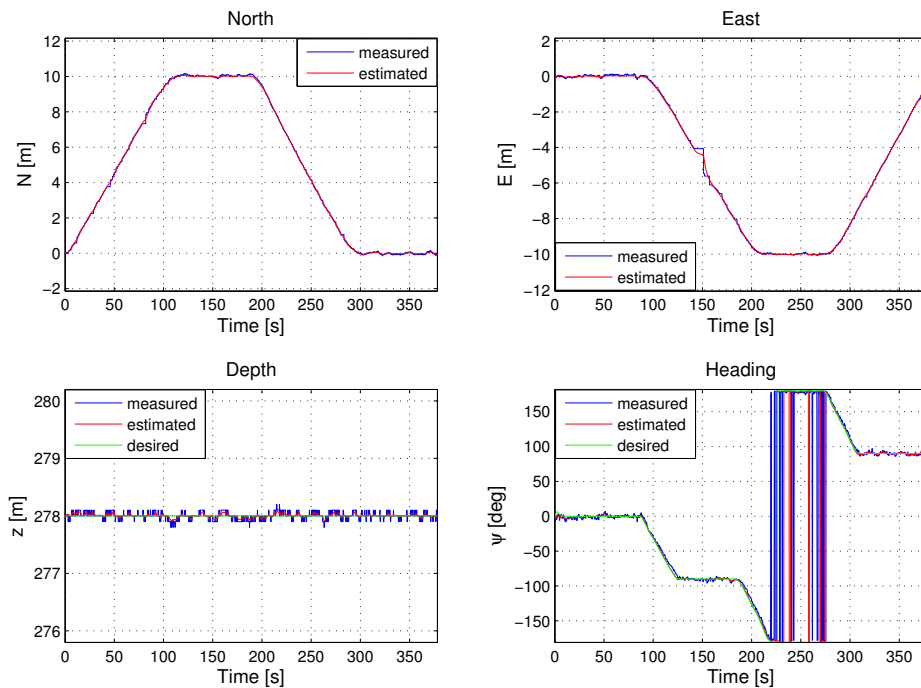 North
12
10
8
6
4
2
0
−2
N [m]
0 50 100 150 200 250 300 350
Time [s]
measured
estimated
East
2
0
−2
−4
−6
−8
−10
−12
E [m]
0 50 100 150 200 250 300 350
Time [s]
measured
estimated
Depth
280
279
278
277
276
z [m]
0 50 100 150 200 250 300 350
Time [s]
measured
estimated
desired
Heading
150
100
50
0
−50
−100
−150
ψ [deg]
0 50 100 150 200 250 300 350
Time [s]
measured
estimated
desired